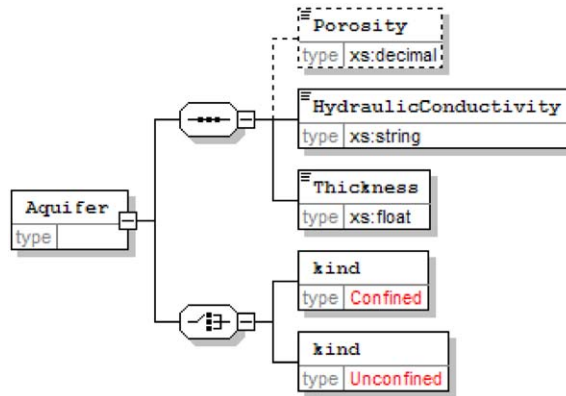 Porosity
type xs:decimal
HydraulicConductivity
type xs:string
Thickness
type xs:float
Aquifer
type
kind
type Confined
kind
type Unconfined